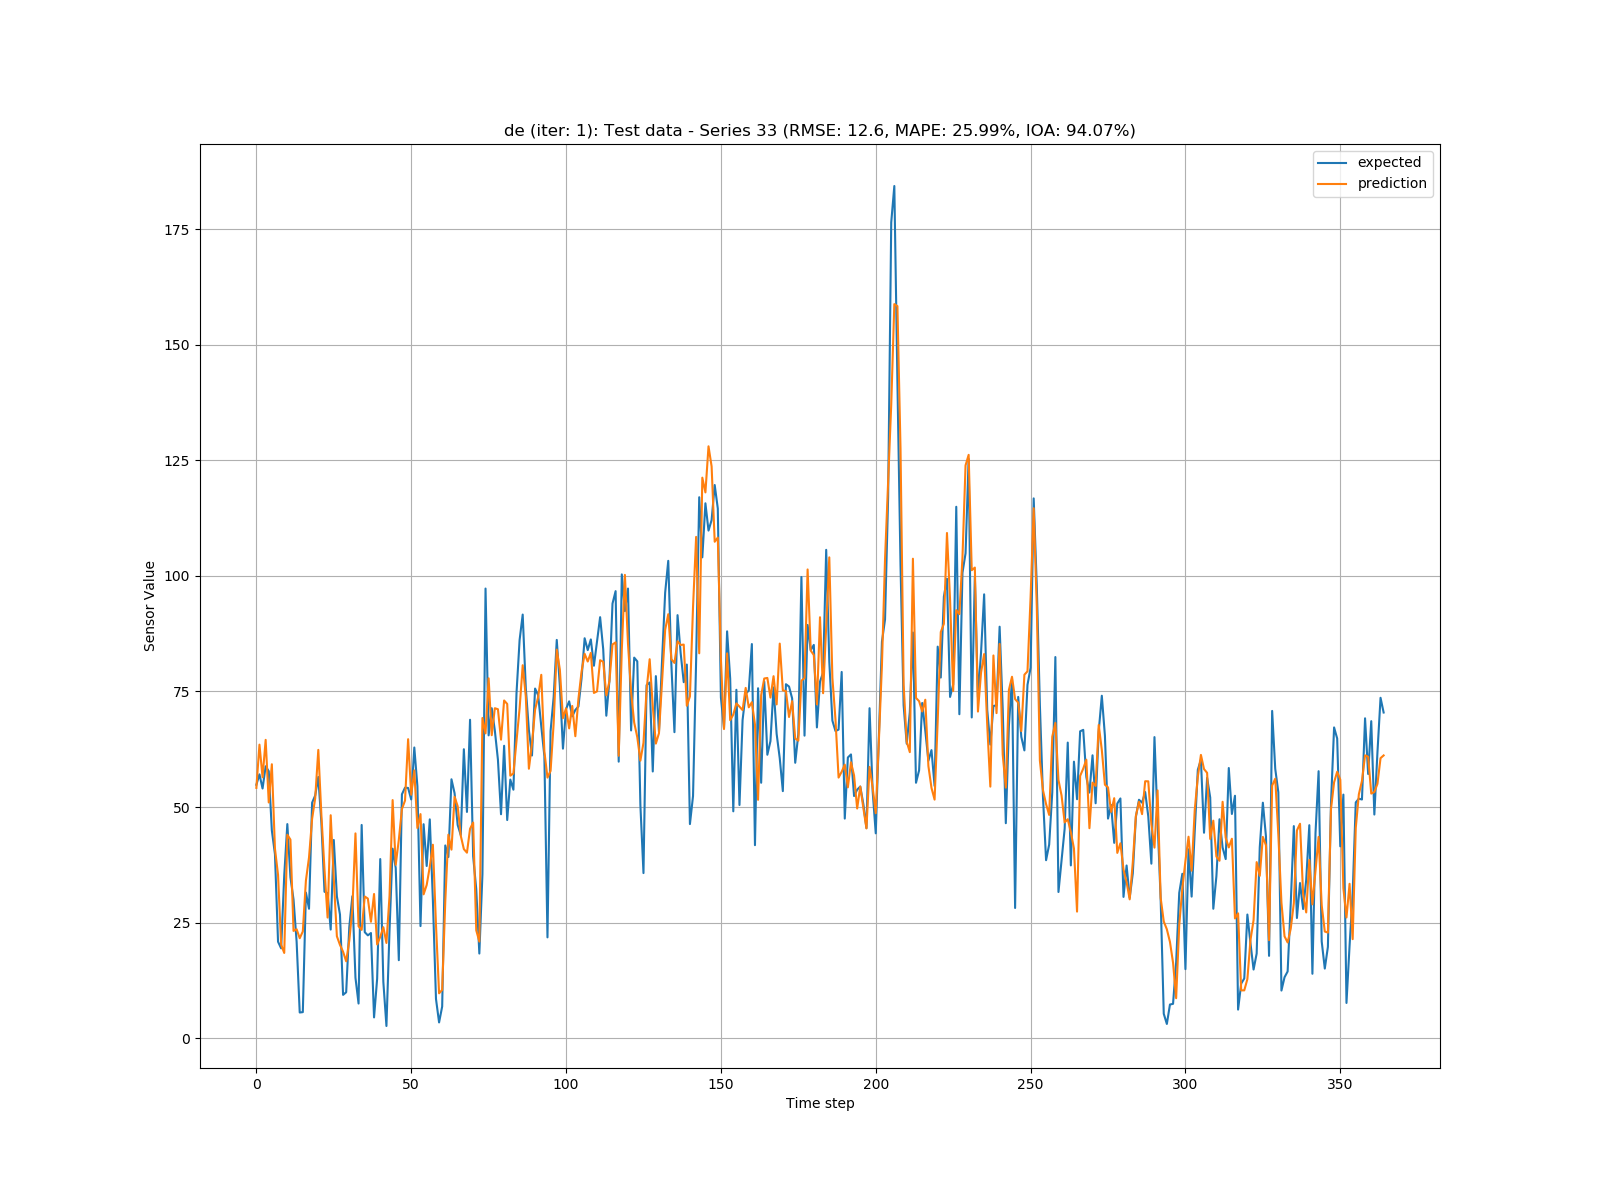 de (iter: 1): Test data - Series 33 (RMSE: 12.6, MAPE: 25.99%, IOA: 94.07%)
expected
prediction
175
150
125
100
75
50
25
0
Sensor Value
0 50 100 150 200 250 300 350
Time step